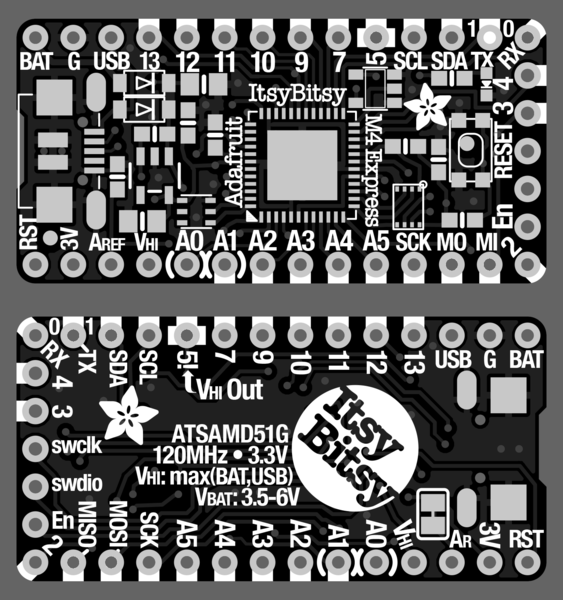 1 0
BAT G USB 13 12 11 10 9 7 5 SCL SDA TX RX
ItsyBitsy
4
3
Adafruit
M4 Express
RESET
En
RST 3V AREF VHI A0 A1 A2 A3 A4 A5 SCK MO MI 2
0 1
RX TX SDA SCL 5! 7 9 10 11 12 13 USB G BAT
4
VHI Out
3
Itsy
Bitsy
ATSAMD51G
swclk
120MHz • 3.3V
VHI: max(BAT,USB)
swdio
VBAT: 3.5-6V
En
2 MISO MOSI SCK A5 A4 A3 A2 A1 A0 VHI AR 3V RST